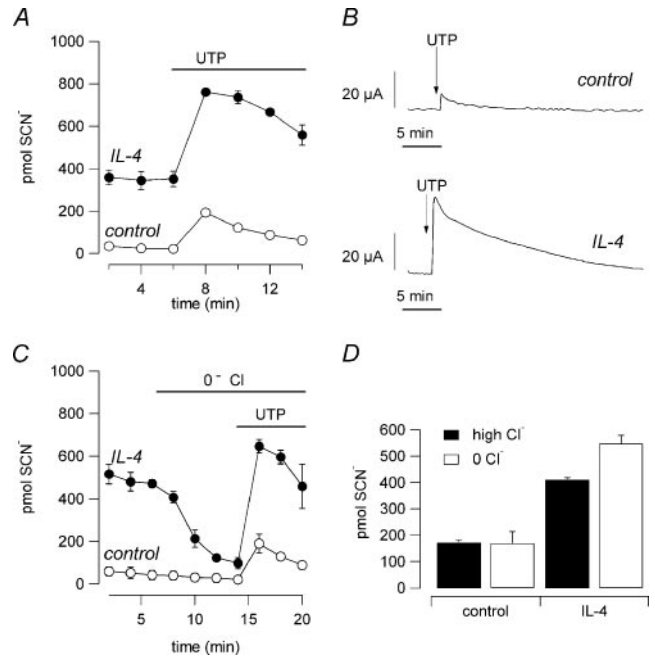 A
1000
UTP
800
600
400
IL-4
200
control
0
4
8
12
time (min)
pmol SCN⁻
B
UTP
control
20 µA
5 min
UTP
IL-4
20 µA
5 min
C
0⁻ Cl
1000
UTP
800
600
IL-4
400
200
control
0
5
10
15
20
time (min)
pmol SCN⁻
D
600
high Cl⁻
500
0 Cl⁻
400
300
200
100
0
control
IL-4
pmol SCN⁻